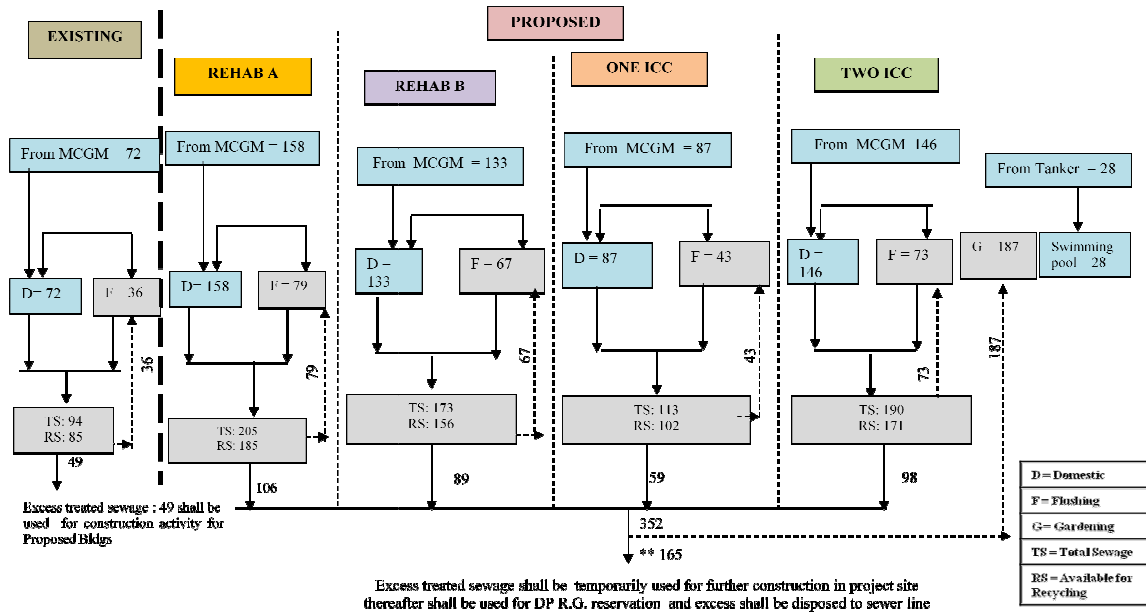 PROPOSED
EXISTING
REHAB A
REHAB B
ONE ICC
TWO ICC
From MCGM 72
From MCGM = 158
From MCGM = 133
From MCGM = 87
From MCGM 146
From Tanker – 28
D= 72
F – 36
D= 158
F = 79
D –
133
F – 67
D = 87
F = 43
D =
146
F = 73
G 187
Swimming
pool 28
36
79
67
43
73
187
TS: 94
RS: 85
TS: 205
RS: 185
TS: 173
RS: 156
TS: 113
RS: 102
TS: 190
RS: 171
49
106
89
59
98
Excess treated sewage : 49 shall be
used for construction activity for
Proposed Bldgs
352
** 165
Excess treated sewage shall be temporarily used for further construction in project site
thereafter shall be used for DP R.G. reservation and excess shall be disposed to sewer line
D = Domestic
F = Flushing
G= Gardening
TS = Total Sewage
RS = Available for
Recycling